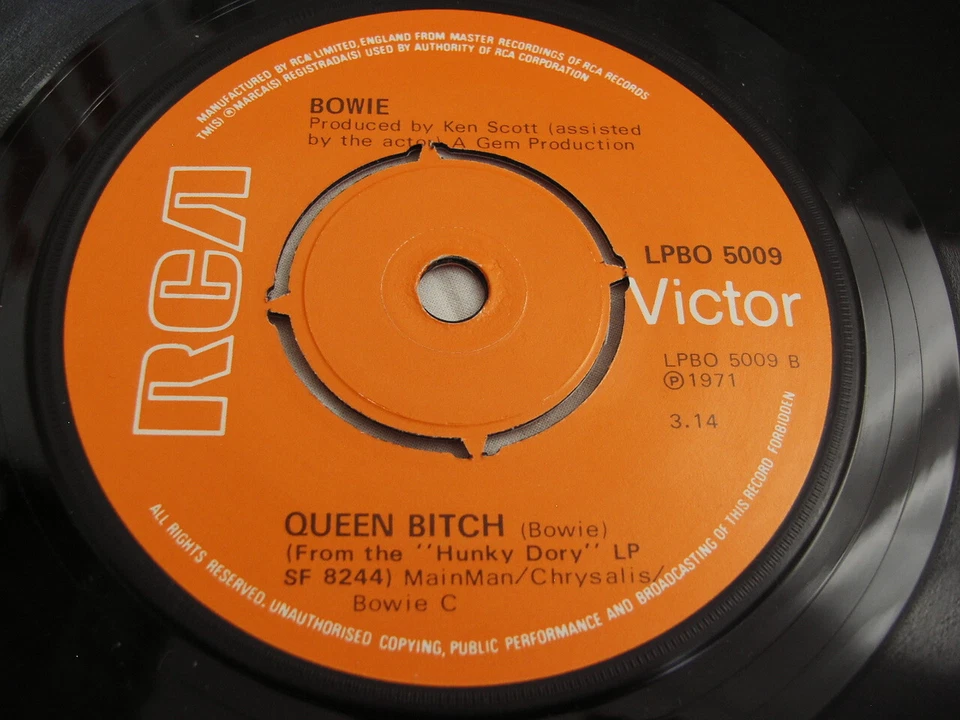 MANUFACTURED BY RCA LIMITED, ENGLAND FROM MASTER RECORDINGS OF RCA RECORDS
TM(S) ® MARCA(S) REGISTRADA(S) USED BY AUTHORITY OF RCA CORPORATION
BOWIE
Produced by Ken Scott (assisted
by the actor A Gem Production
RCA
LPBO 5009
Victor
LPBO 5009 B
℗ 1971
3.14
QUEEN BITCH (Bowie)
(From the "Hunky Dory" LP
SF 8244) MainMan/Chrysalis/
Bowie C
ALL RIGHTS RESERVED, UNAUTHORISED COPYING, PUBLIC PERFORMANCE AND BROADCASTING OF THIS RECORD FORBIDDEN